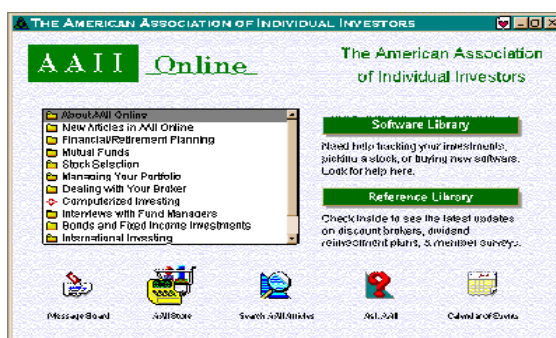 THE AMERICAN ASSOCIATION OF INDIVIDUAL INVESTORS
AAII Online
The American Association
of Individual Investors
About AAII Online
New Articles in AAII Online
Financial/Retirement Planning
Mutual Funds
Stock Selection
Managing Your Portfolio
Dealing with Your Broker
Computerized Investing
Interviews with Fund Managers
Bonds and Fixed Income Investments
International Investing
Software Library
Need help tracking your investments,
picking a stock, or buying new software.
Look for help here.
Reference Library
Check inside to see the latest updates
on discount brokers, dividend
reinvestment plans, & member surveys.
Message Board
AAII Store
Search AAII Articles
Ask AAII
Calendar of Events